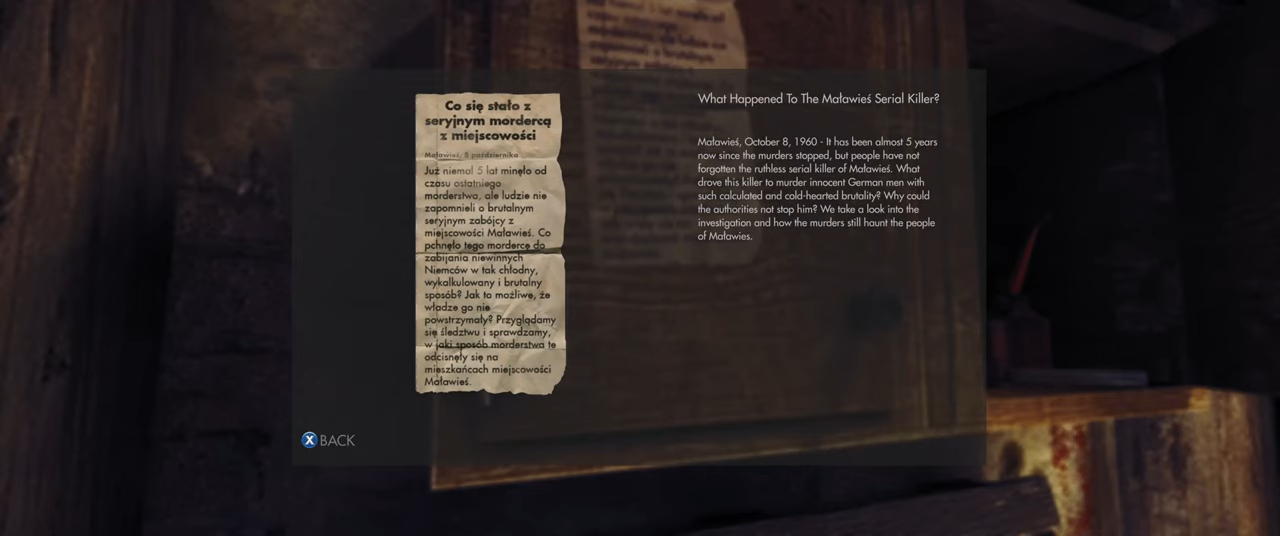 Co się stało z
seryjnym mordercą
z miejscowości
Maławieś, 8 października
Już niemal 5 lat minęło od
czasu ostatniego
morderstwa, ale ludzie nie
zapomnieli o brutalnym
seryjnym zabójcy z
miejscowości Maławieś. Co
pchnęło tego mordercę do
zabijania niewinnych
Niemców w tak chłodny,
wykalkulowany i brutalny
sposób? Jak to możliwe, że
władze go nie
powstrzymały? Przyglądamy
się śledztwu i sprawdzamy,
w jaki sposób morderstwa te
odcisnęły się na
mieszkańcach miejscowości
Maławieś.
What Happened To The Maławieś Serial Killer?
Maławieś, October 8, 1960 - It has been almost 5 years
now since the murders stopped, but people have not
forgotten the ruthless serial killer of Maławieś. What
drove this killer to murder innocent German men with
such calculated and cold-hearted brutality? Why could
the authorities not stop him? We take a look into the
investigation and how the murders still haunt the people
of Maławies.
X BACK